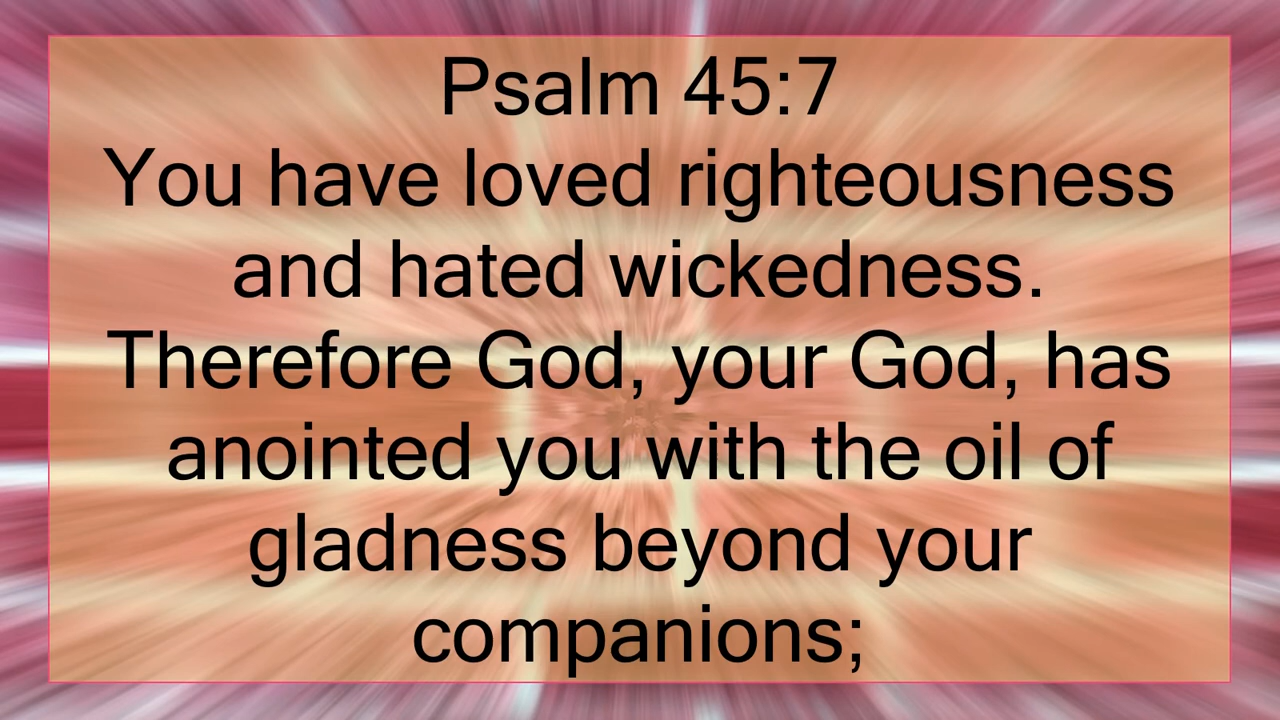 Psalm 45:7
You have loved righteousness
and hated wickedness.
Therefore God, your God, has
anointed you with the oil of
gladness beyond your
companions;